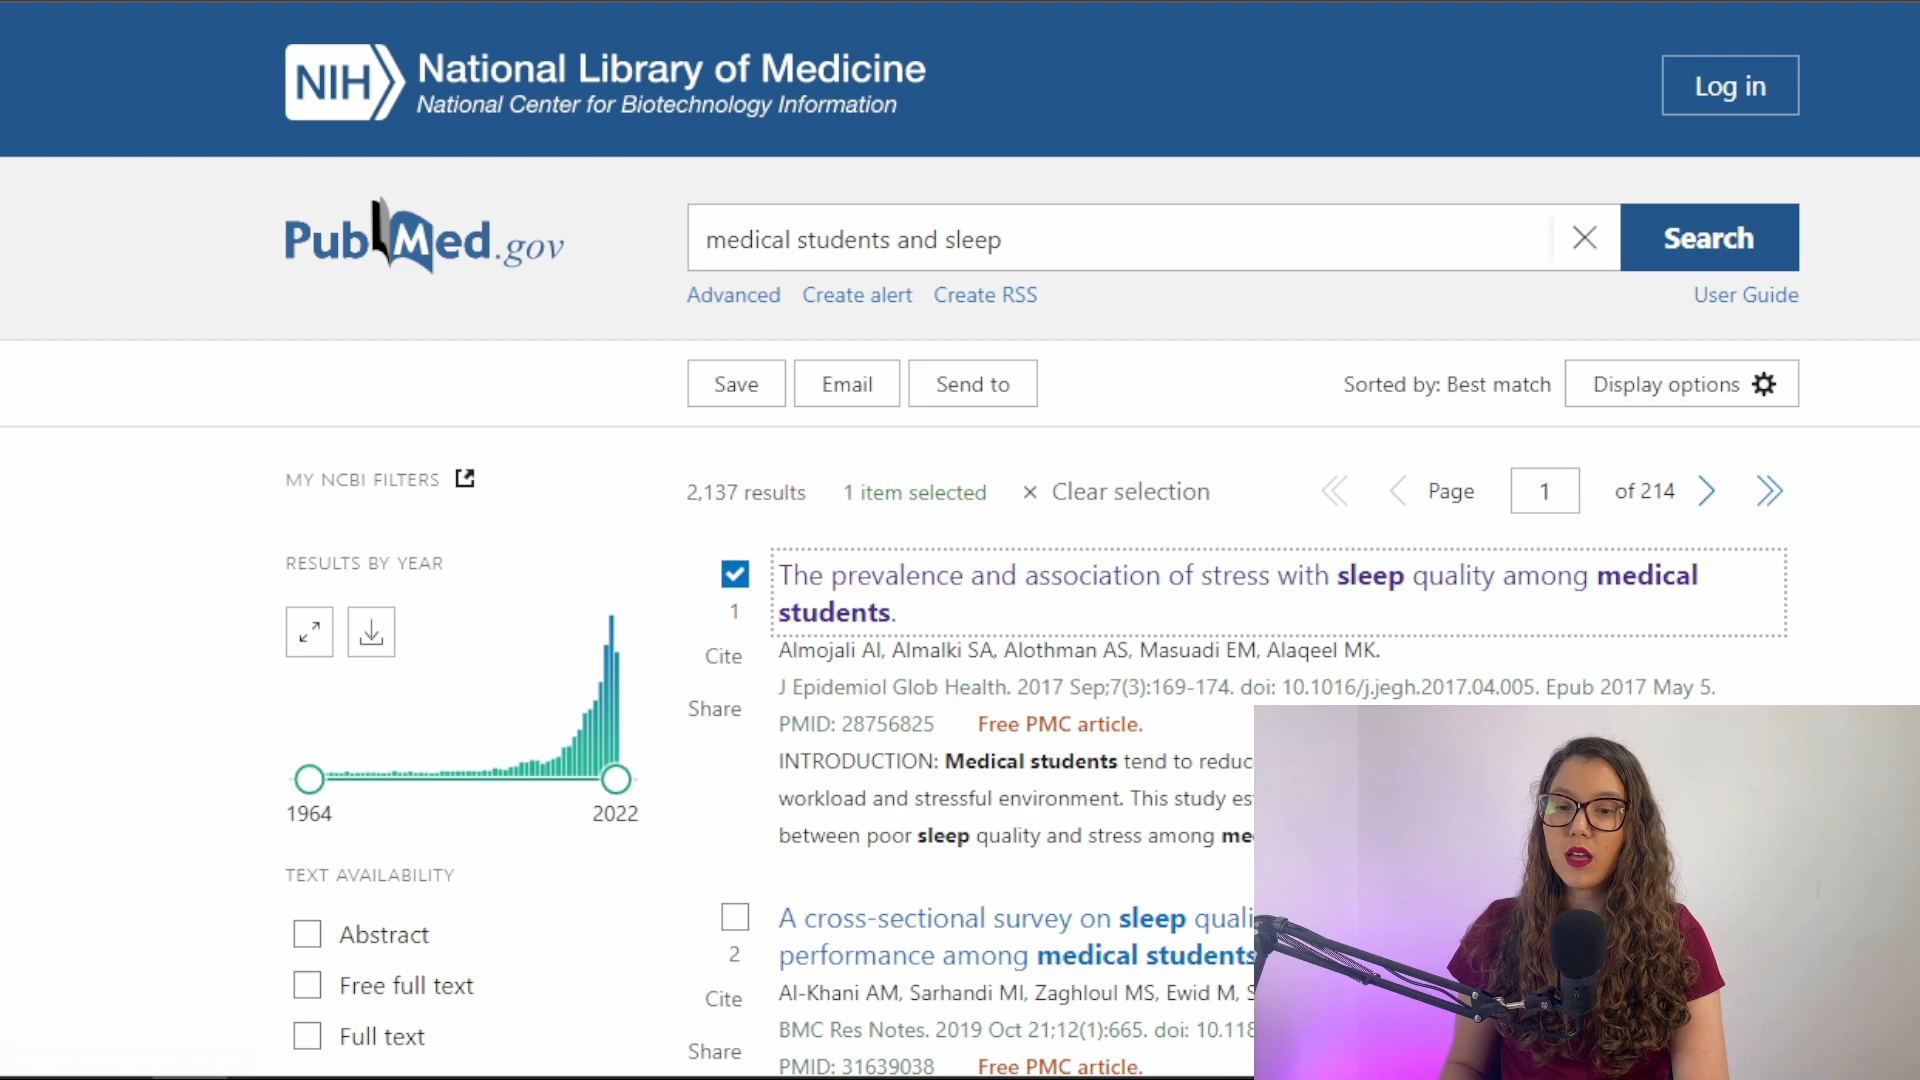 NIH National Library of Medicine
National Center for Biotechnology Information
Log in
PubMed.gov
medical students and sleep
Search
Advanced Create alert Create RSS
User Guide
Save Email Send to
Sorted by: Best match
Display options
MY NCBI FILTERS
2,137 results 1 item selected × Clear selection
Page 1 of 214
RESULTS BY YEAR
1964 2022
TEXT AVAILABILITY
Abstract
Free full text
Full text
The prevalence and association of stress with sleep quality among medical
students.
1
Cite
Share
Almojali AI, Almalki SA, Alothman AS, Masuadi EM, Alaqeel MK.
J Epidemiol Glob Health. 2017 Sep;7(3):169-174. doi: 10.1016/j.jegh.2017.04.005. Epub 2017 May 5.
PMID: 28756825 Free PMC article.
INTRODUCTION: Medical students tend to reduc
workload and stressful environment. This study es
between poor sleep quality and stress among me
A cross-sectional survey on sleep quali
performance among medical students
2
Cite
Share
Al-Khani AM, Sarhandi MI, Zaghloul MS, Ewid M, S
BMC Res Notes. 2019 Oct 21;12(1):665. doi: 10.118
PMID: 31639038 Free PMC article.